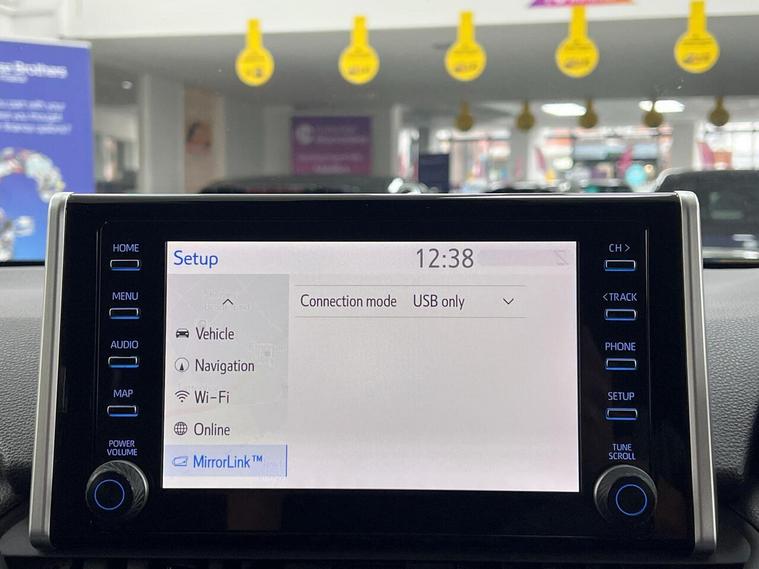 Brothers
HOME
MENU
AUDIO
MAP
POWER
VOLUME
Setup
12:38
Connection mode USB only
Vehicle
Navigation
Wi-Fi
Online
MirrorLink™
CH >
<TRACK
PHONE
SETUP
TUNE
SCROLL